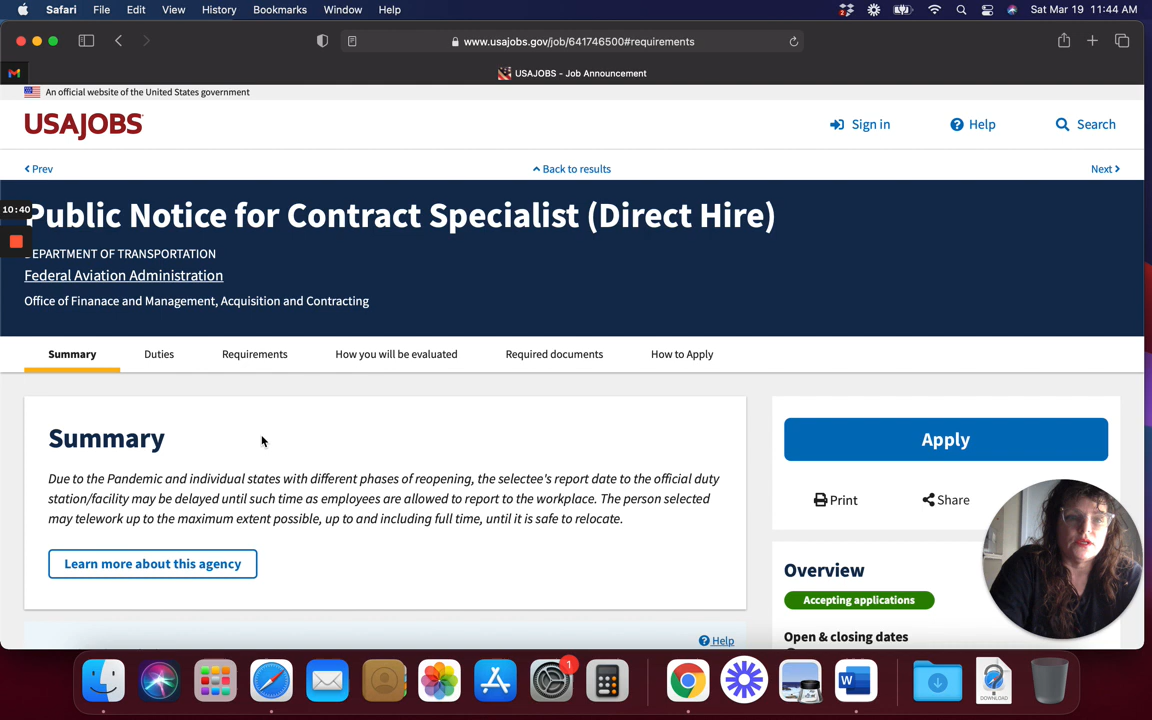 Safari File Edit View History Bookmarks Window Help
2
Sat Mar 19 11:44 AM
www.usajobs.gov/job/641746500#requirements
M
USAJOBS - Job Announcement
An official website of the United States government
USAJOBS
Sign in
Help
Search
Prev
Back to results
Next
10:40
Public Notice for Contract Specialist (Direct Hire)
EPARTMENT OF TRANSPORTATION
Federal Aviation Administration
Office of Finanace and Management, Acquisition and Contracting
Summary
Duties
Requirements
How you will be evaluated
Required documents
How to Apply
Summary
Due to the Pandemic and individual states with different phases of reopening, the selectee's report date to the official duty
station/facility may be delayed until such time as employees are allowed to report to the workplace. The person selected
may telework up to the maximum extent possible, up to and including full time, until it is safe to relocate.
Learn more about this agency
Help
Apply
Print
Share
Overview
Accepting applications
Open & closing dates
1
W
DOWNLOAD